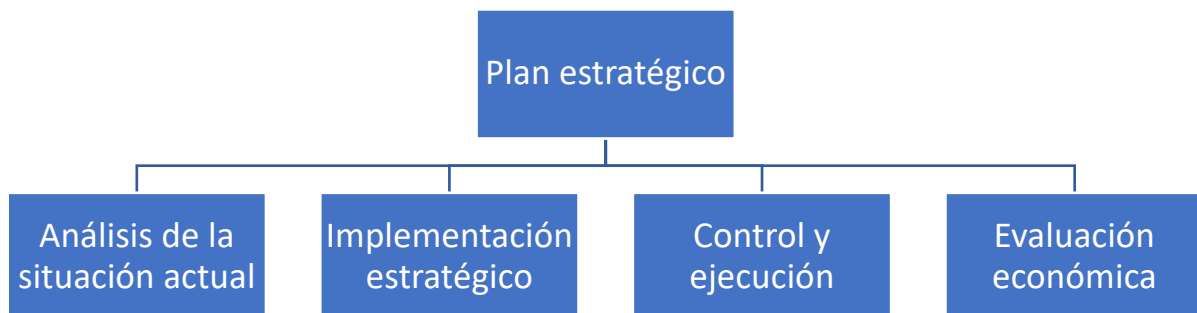 Plan estratégico
Análisis de la
situación actual
Implementación
estratégico
Control y
ejecución
Evaluación
económica